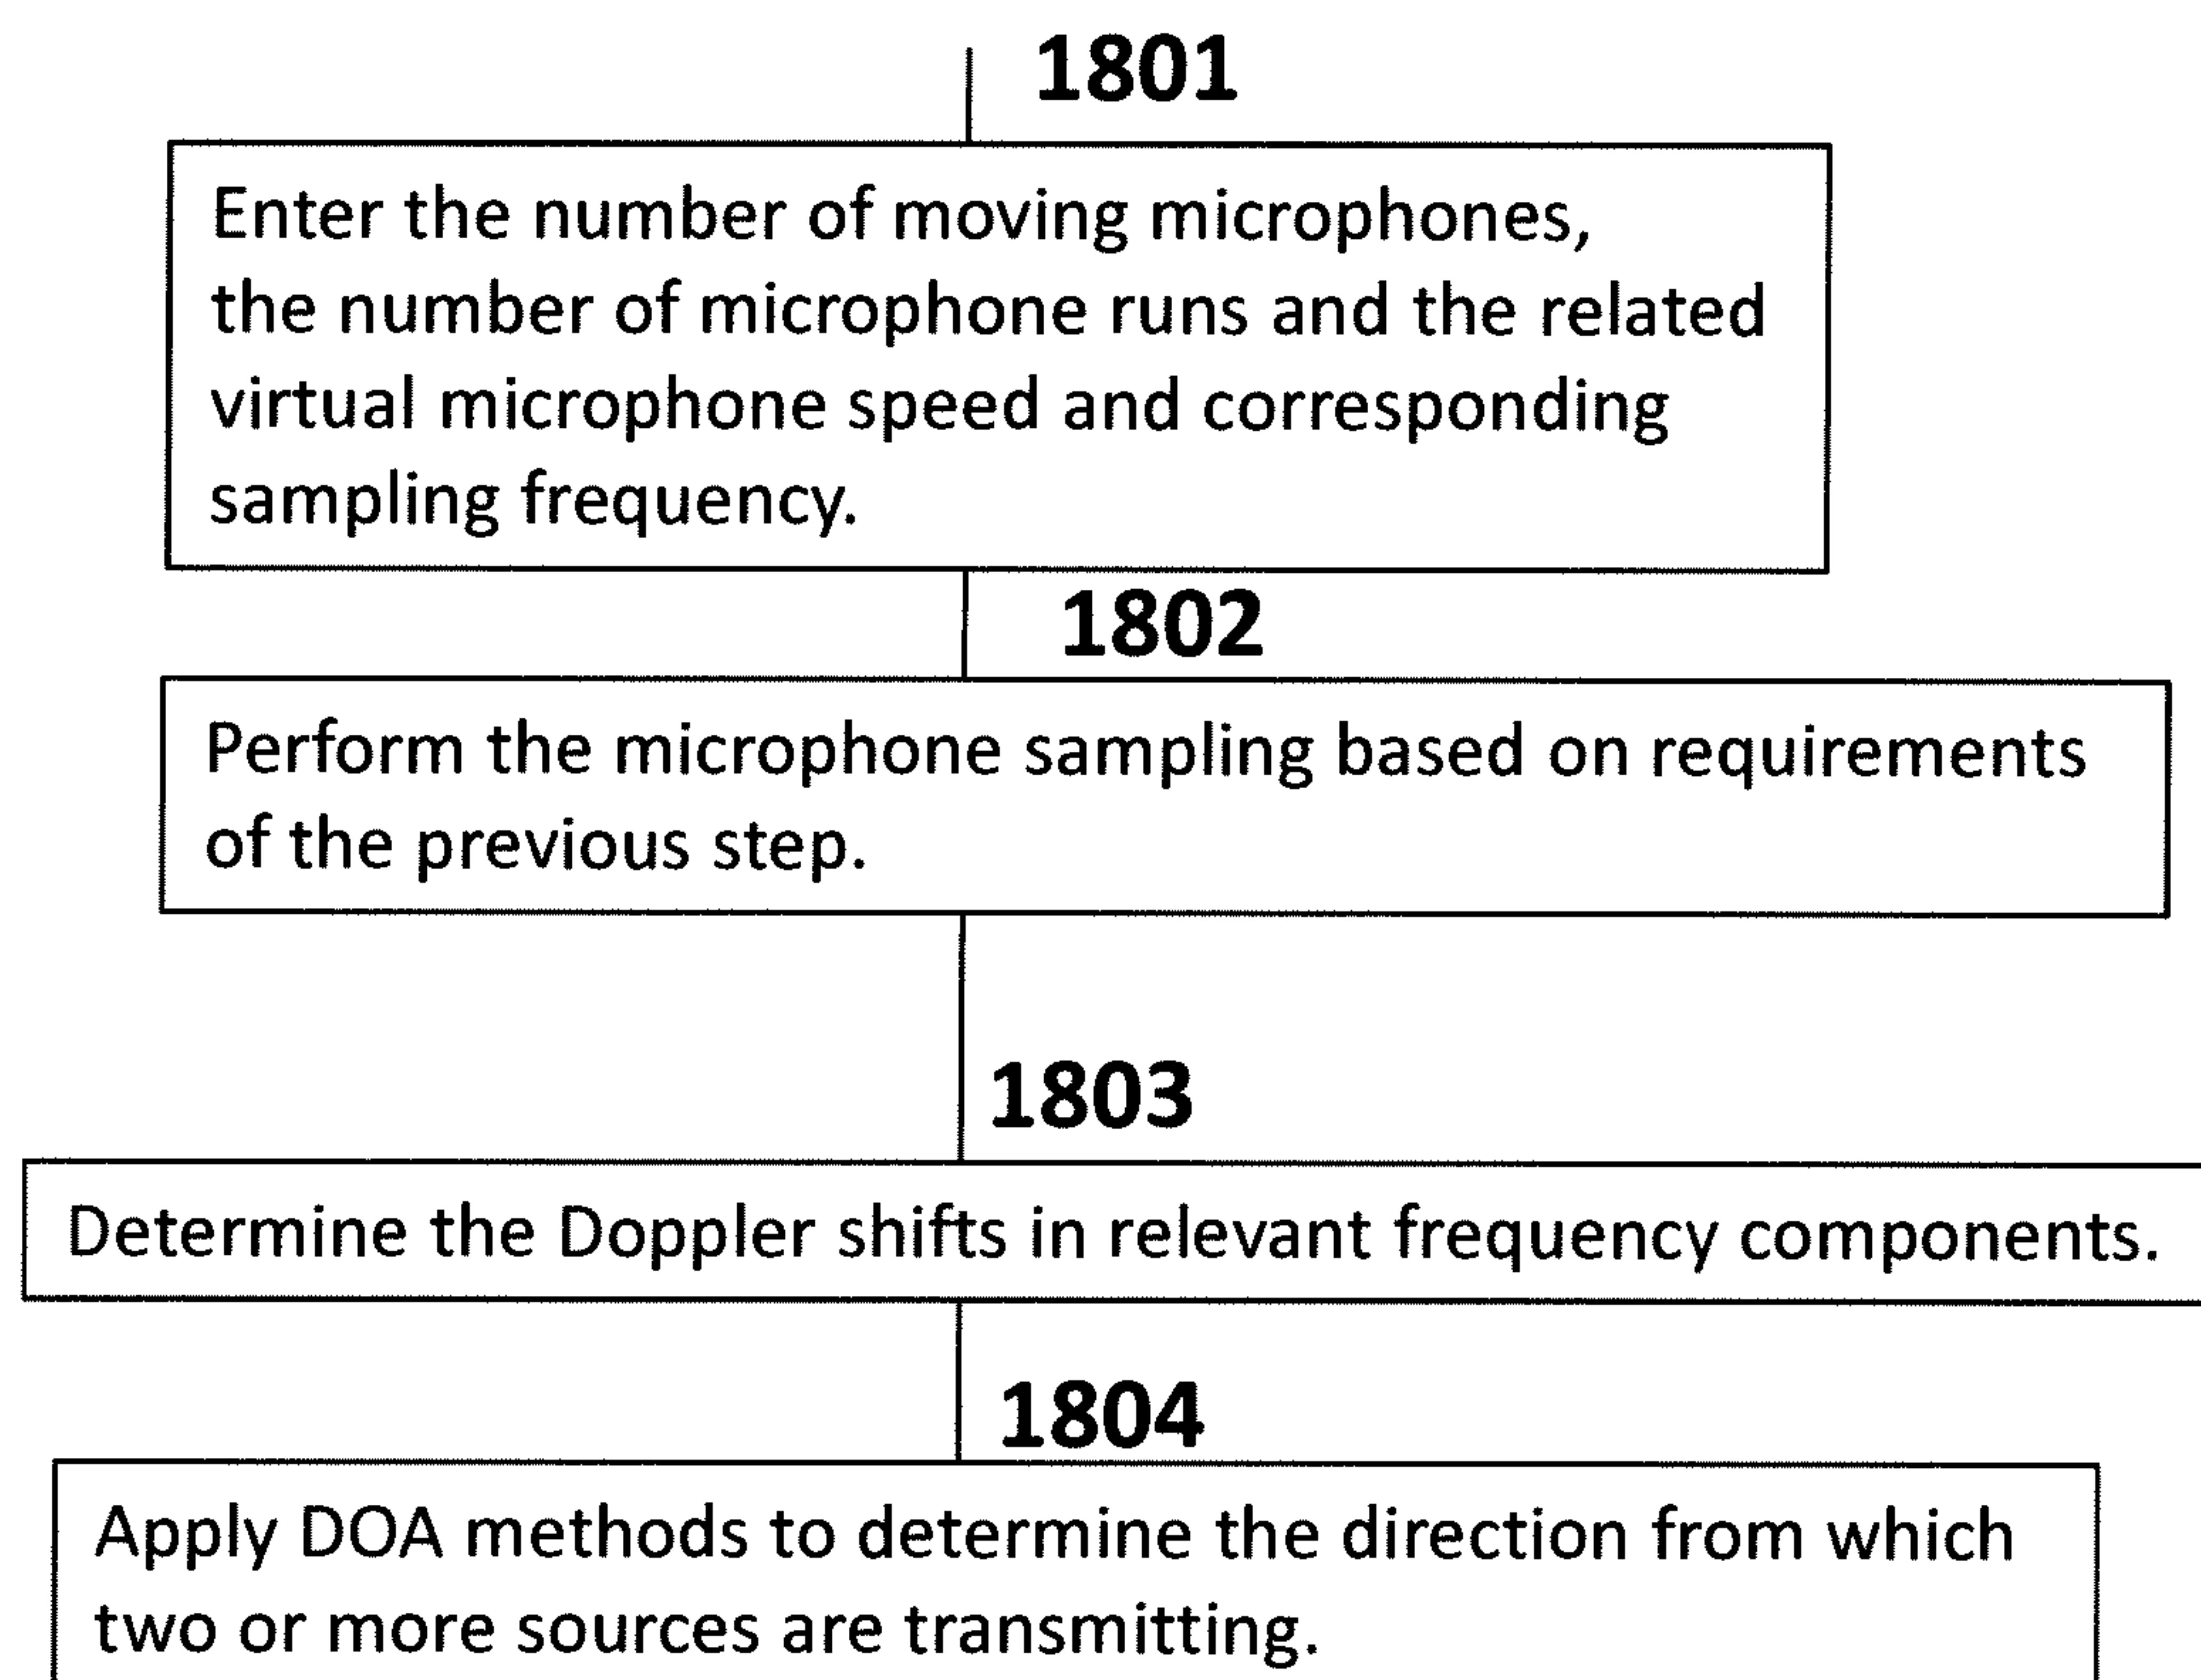 1801
Enter the number of moving microphones,
the number of microphone runs and the related
virtual microphone speed and corresponding
sampling frequency.
1802
Perform the microphone sampling based on requirements
of the previous step.
1803
Determine the Doppler shifts in relevant frequency components.
1804
Apply DOA methods to determine the direction from which
two or more sources are transmitting.